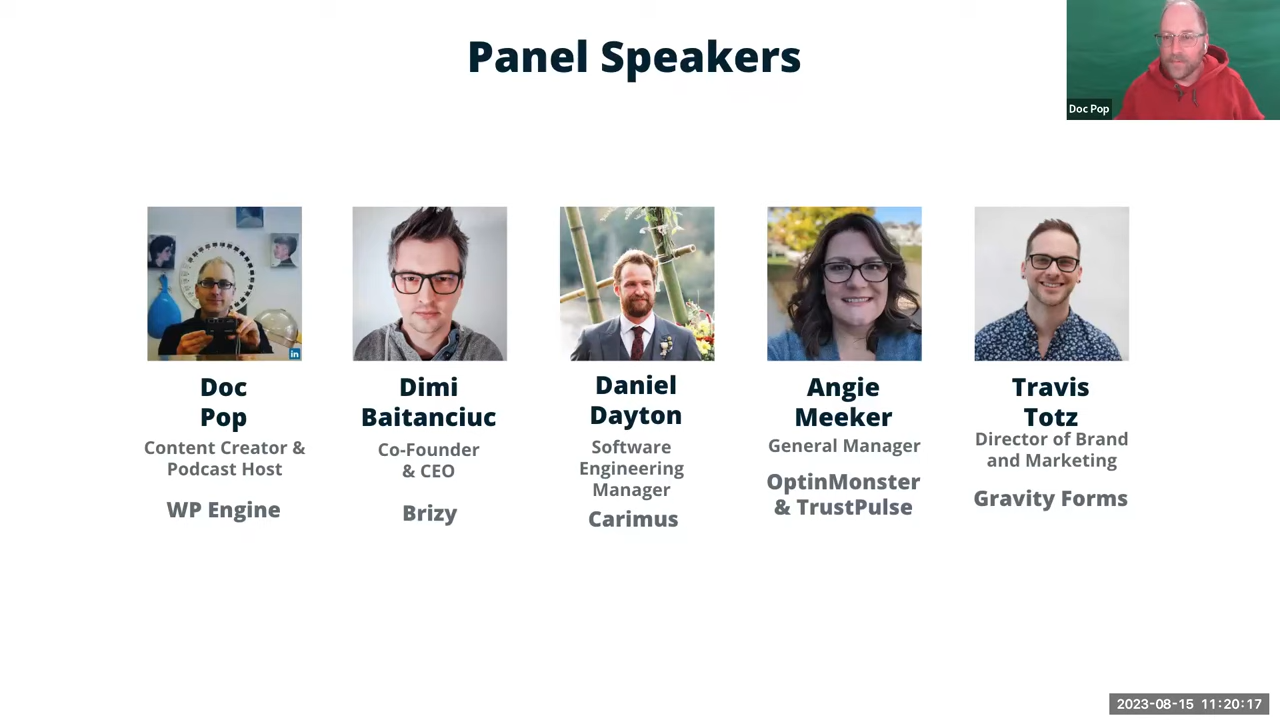 Panel Speakers
Doc Pop
in
Doc
Pop
Content Creator &
Podcast Host
WP Engine
Dimi
Baitanciuc
Co-Founder
& CEO
Brizy
Daniel
Dayton
Software
Engineering
Manager
Carimus
Angie
Meeker
General Manager
OptinMonster
& TrustPulse
Travis
Totz
Director of Brand
and Marketing
Gravity Forms
2023-08-15 11:20:17